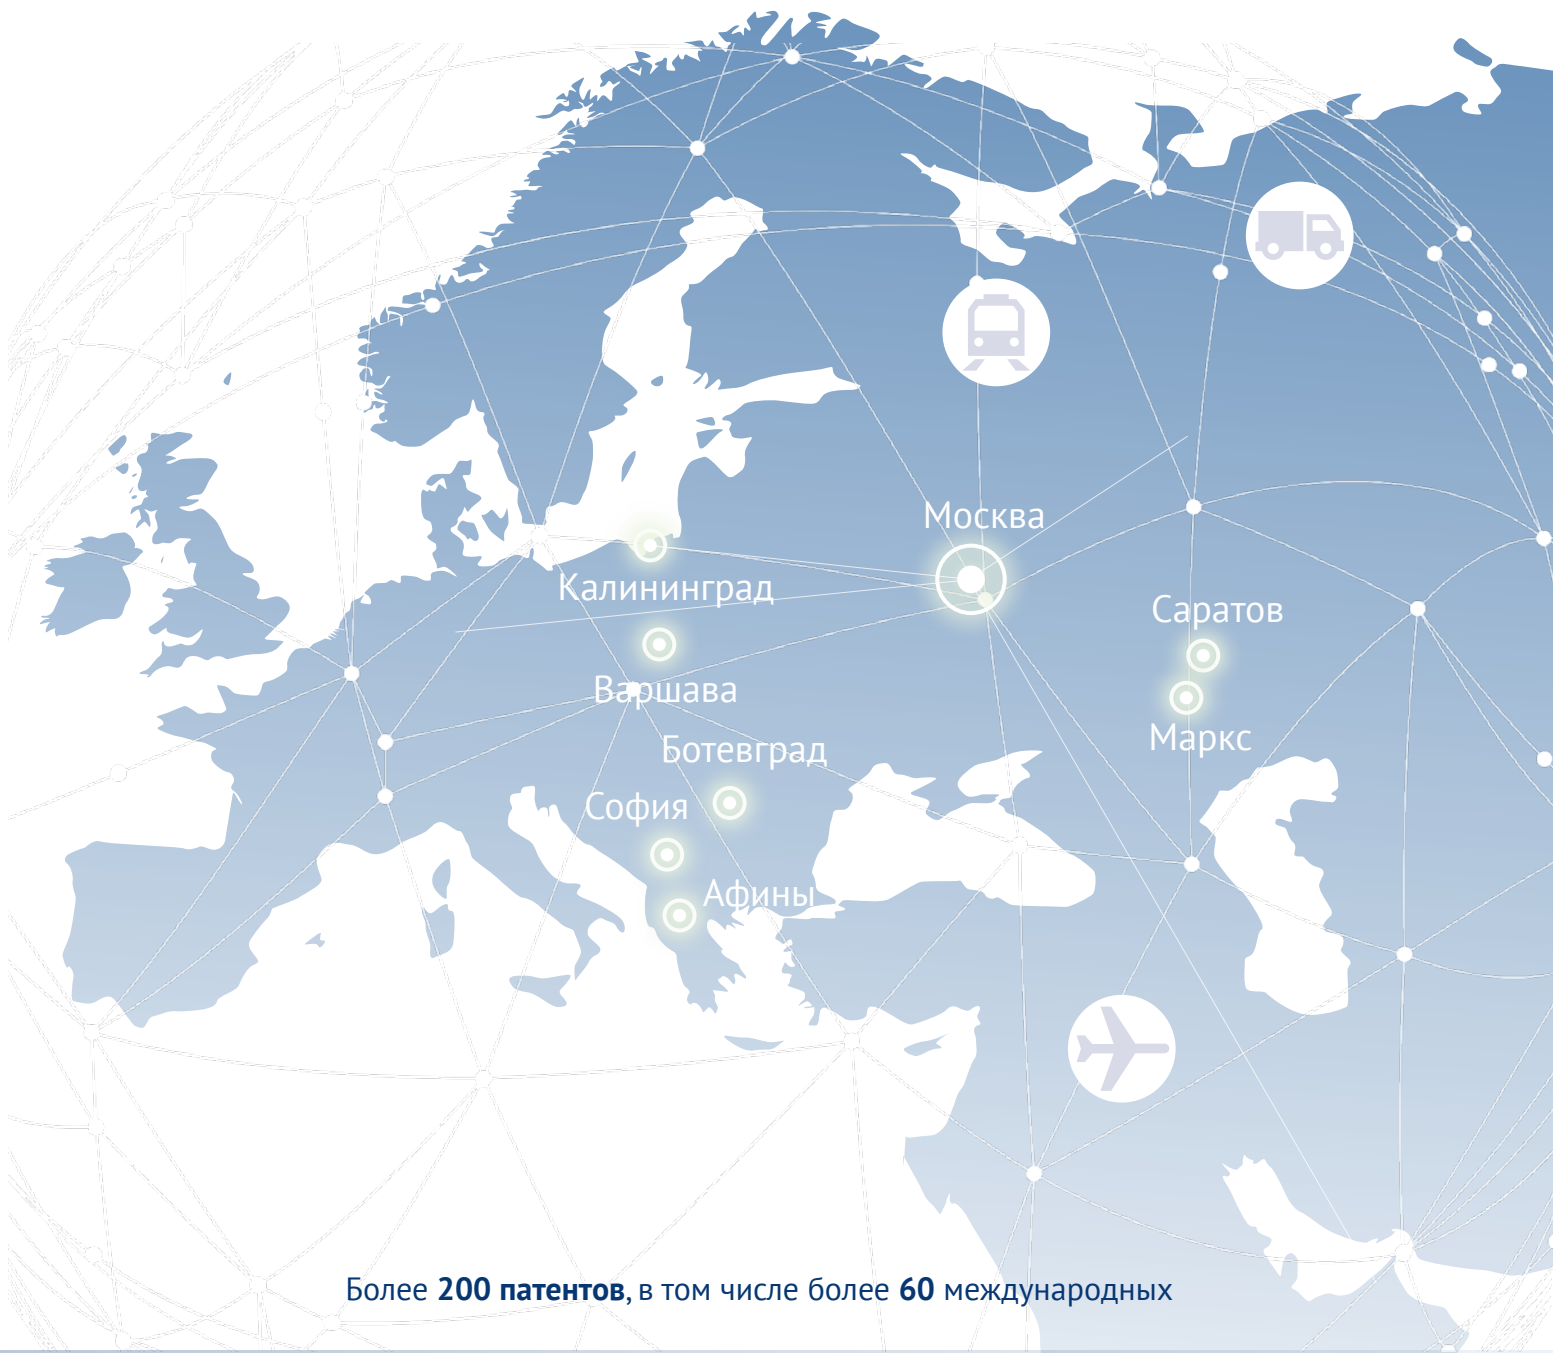 Москва
Калининград
Саратов
Варшава
Маркс
Ботевград
София
Афины
Более 200 патентов, в том числе более 60 международных